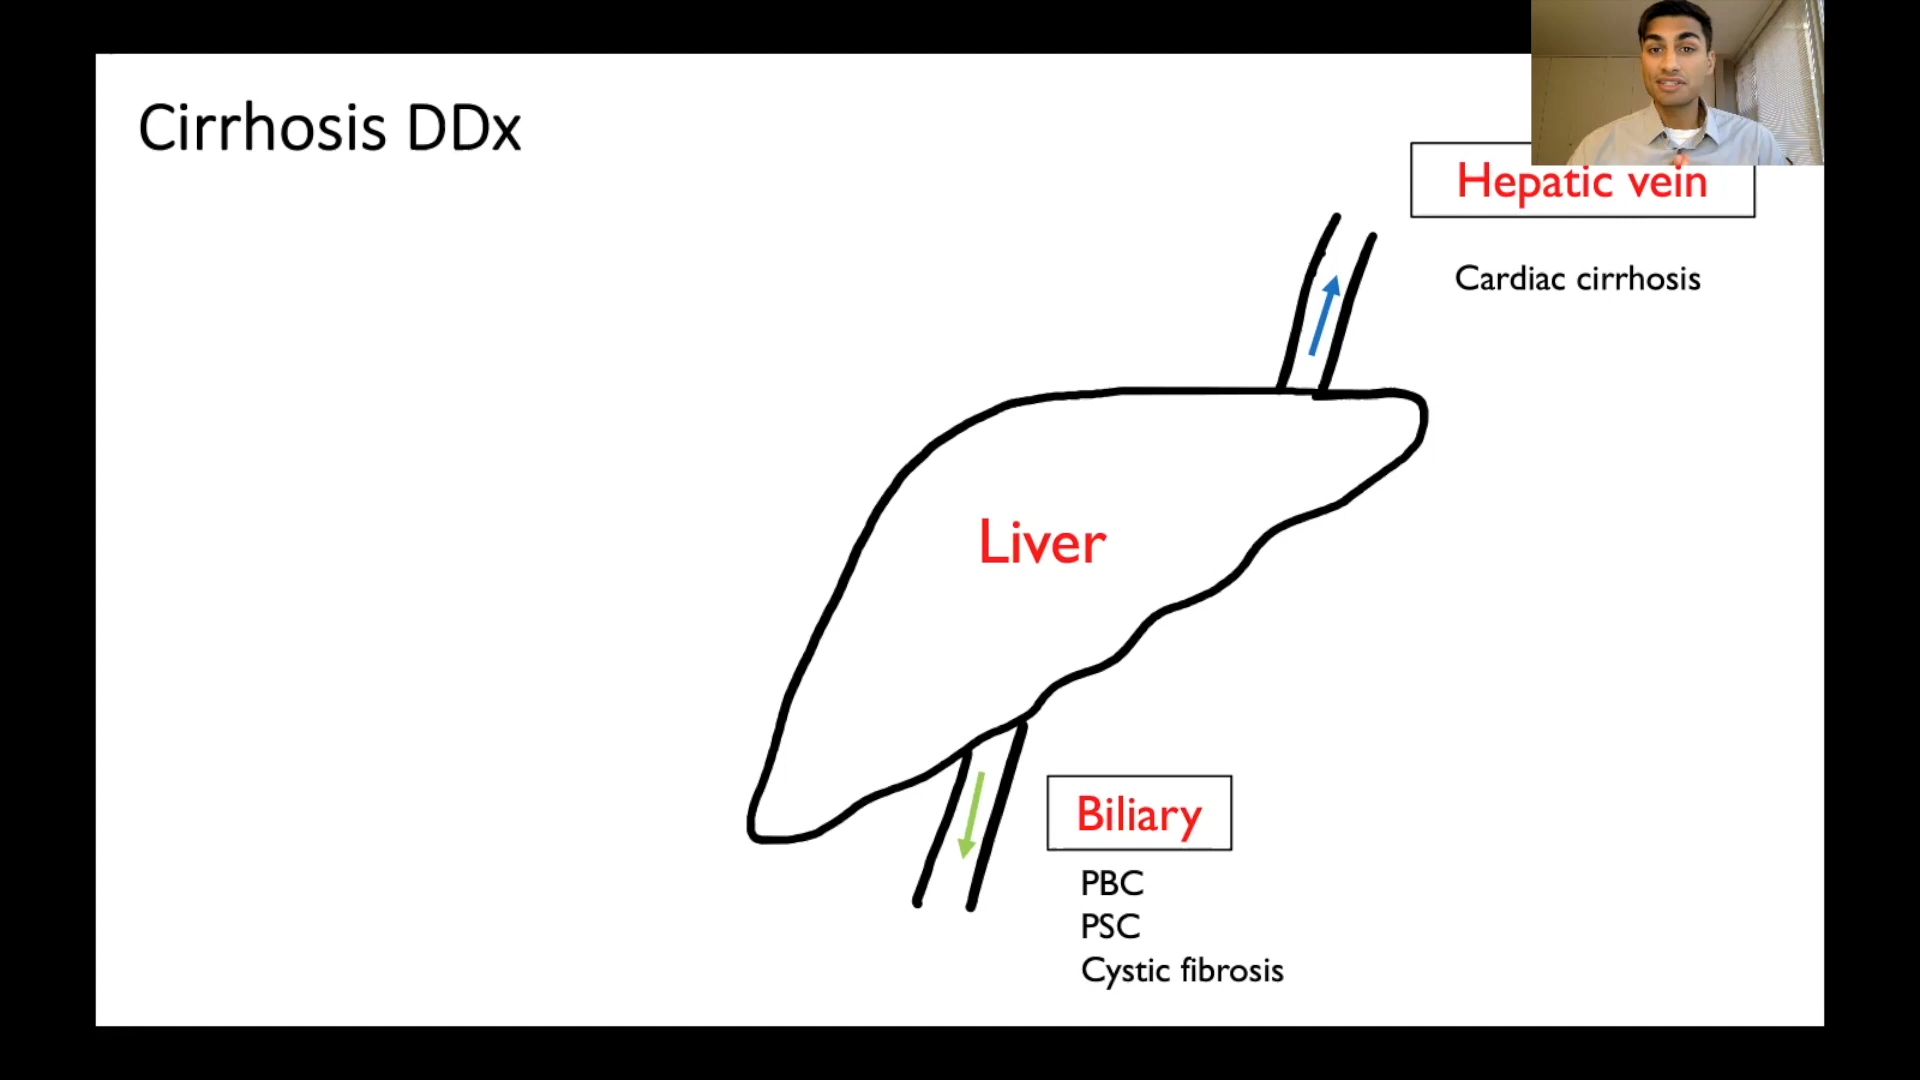 Cirrhosis DDx
Hepatic vein
Cardiac cirrhosis
Liver
Biliary
PBC
PSC
Cystic fibrosis